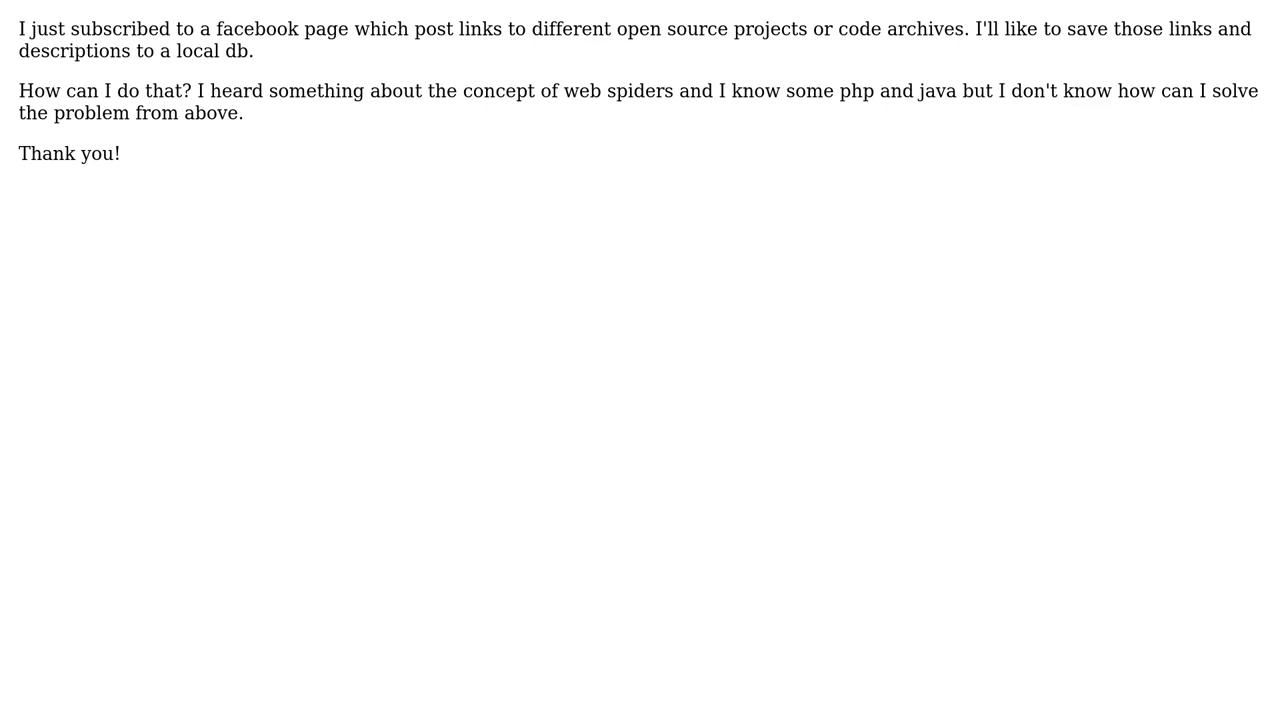 I just subscribed to a facebook page which post links to different open source projects or code archives. I'll like to save those links and
descriptions to a local db.
How can I do that? I heard something about the concept of web spiders and I know some php and java but I don't know how can I solve
the problem from above.
Thank you!